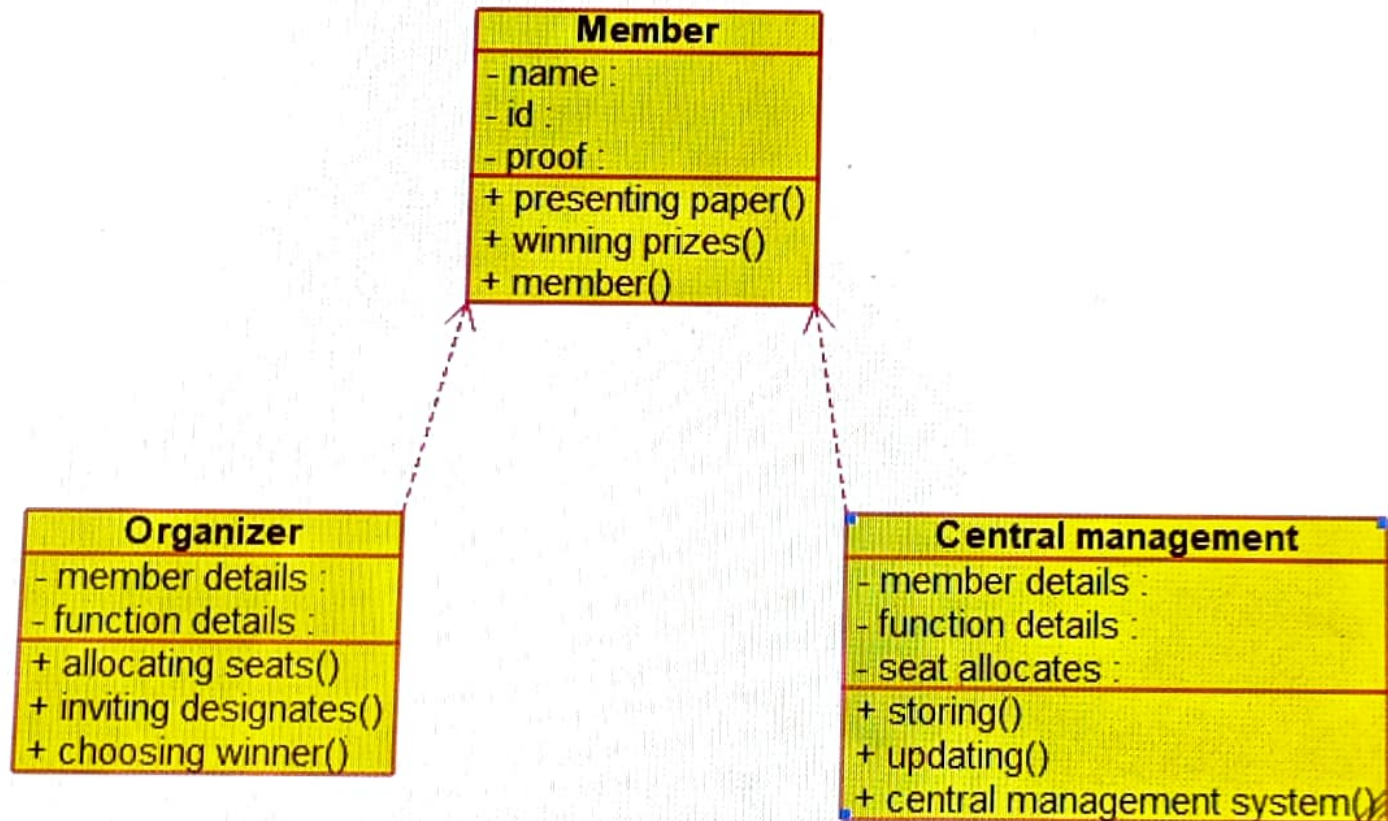 Member
- name :
- id :
- proof :
+ presenting paper()
+ winning prizes()
+ member()
Organizer
- member details :
- function details :
+ allocating seats()
+ inviting designates()
+ choosing winner()
Central management
- member details :
- function details :
- seat allocates :
+ storing()
+ updating()
+ central management system()